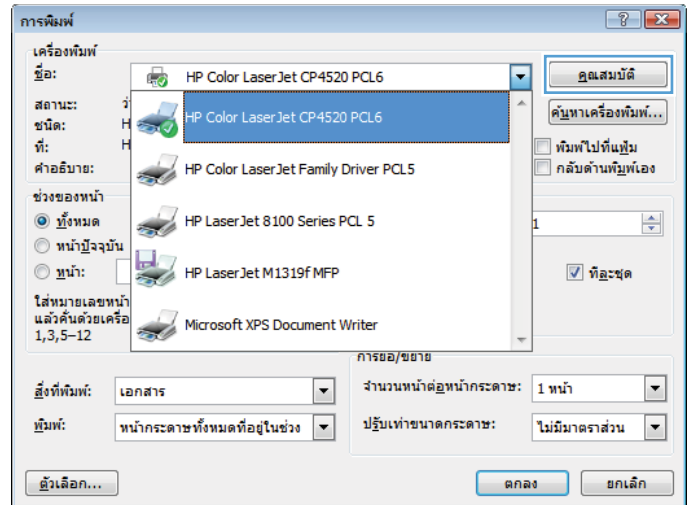 การพิมพ์
เครื่องพิมพ์
ชื่อ:
HP Color LaserJet CP4520 PCL6
คุณสมบัติ
สถานะ:
HP Color LaserJet CP4520 PCL6
ค้นหาเครื่องพิมพ์...
ชนิด:
H
ที่:
H
พิมพ์ไปที่แฟ้ม
คำอธิบาย:
HP Color LaserJet Family Driver PCL5
กลับด้านพิมพ์เอง
ช่วงของหน้า
ทั้งหมด
HP LaserJet 8100 Series PCL 5
1
หน้าปัจจุบัน
หน้า:
HP LaserJet M1319f MFP
ทีละชุด
ใส่หมายเลขหน้า
แล้วคั่นด้วยเครื่อ
Microsoft XPS Document Writer
1,3,5–12
การย่อ/ขยาย
สิ่งที่พิมพ์:
เอกสาร
จำนวนหน้าต่อหน้ากระดาษ:
1 หน้า
พิมพ์:
หน้ากระดาษทั้งหมดที่อยู่ในช่วง
ปรับเท่าขนาดกระดาษ:
ไม่มีมาตราส่วน
ตัวเลือก...
ตกลง
ยกเลิก